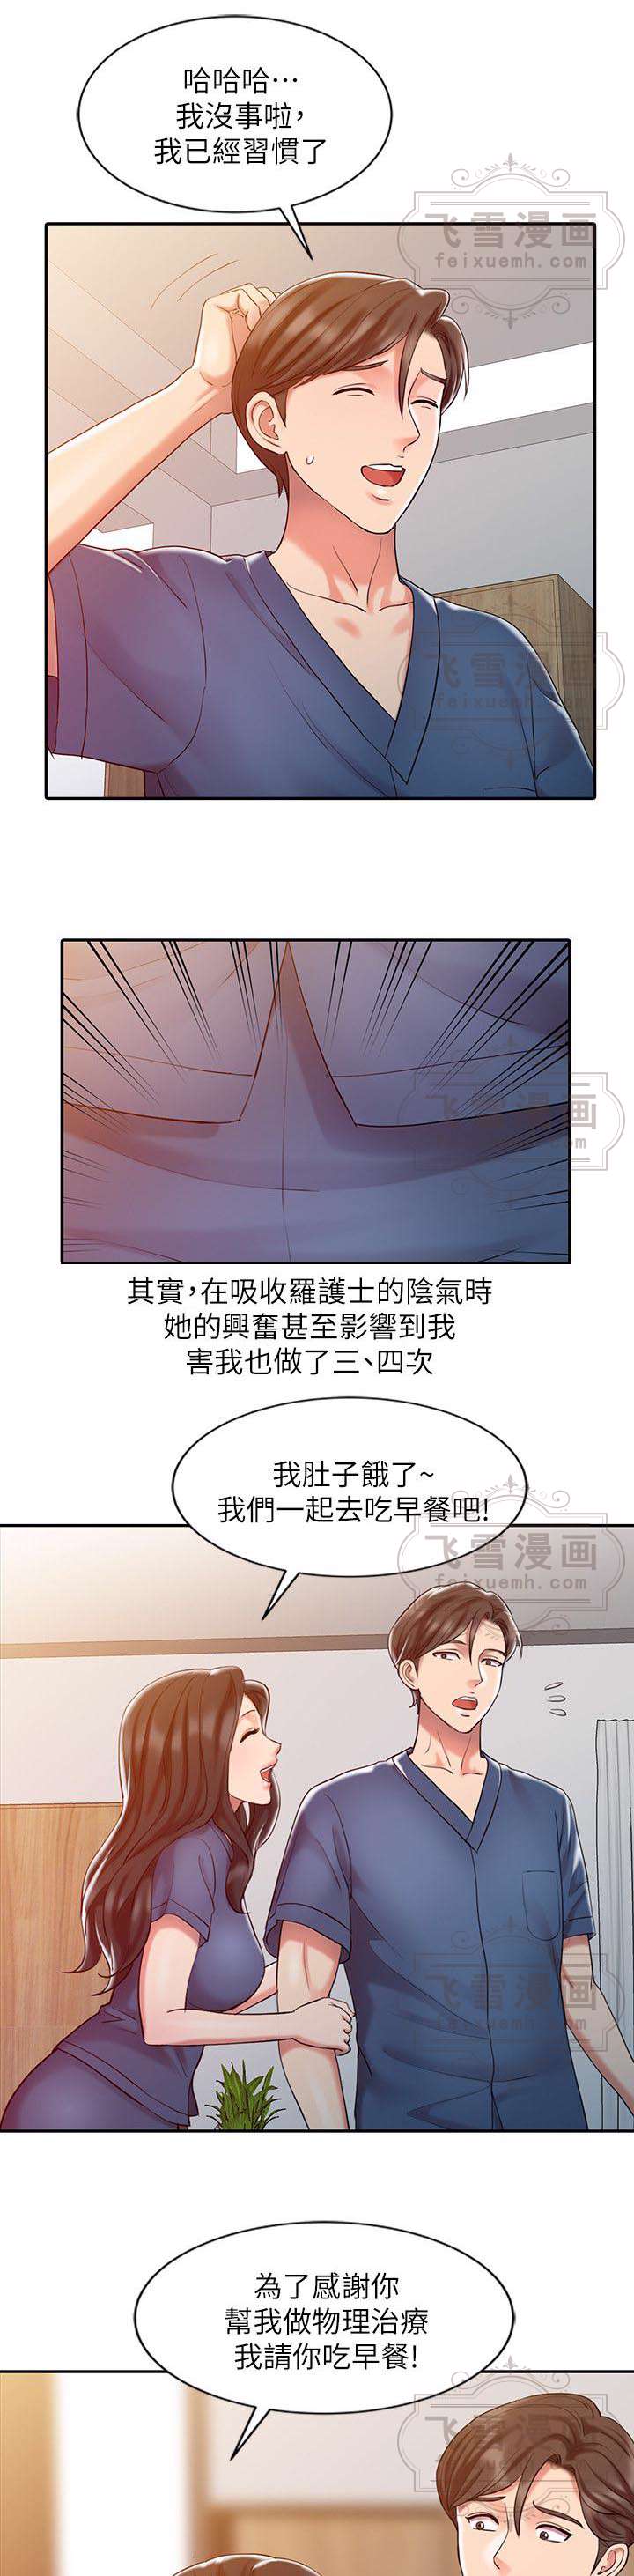 哈哈哈…
我沒事啦，
我已經習慣了
飞雪漫画
feixuemh.com
飞雪漫画
feixuemh.com
飞雪漫画
其實，在吸收羅護士的陰氣時
她的興奮甚至影響到我
害我也做了三、四次
我肚子餓了~
我們一起去吃早餐吧!
飞雪漫画
feixuemh.com
飞雪漫画
feixuemh.com
為了感謝你
幫我做物理治療
我請你吃早餐!
飞雪漫画
feixuemh.com